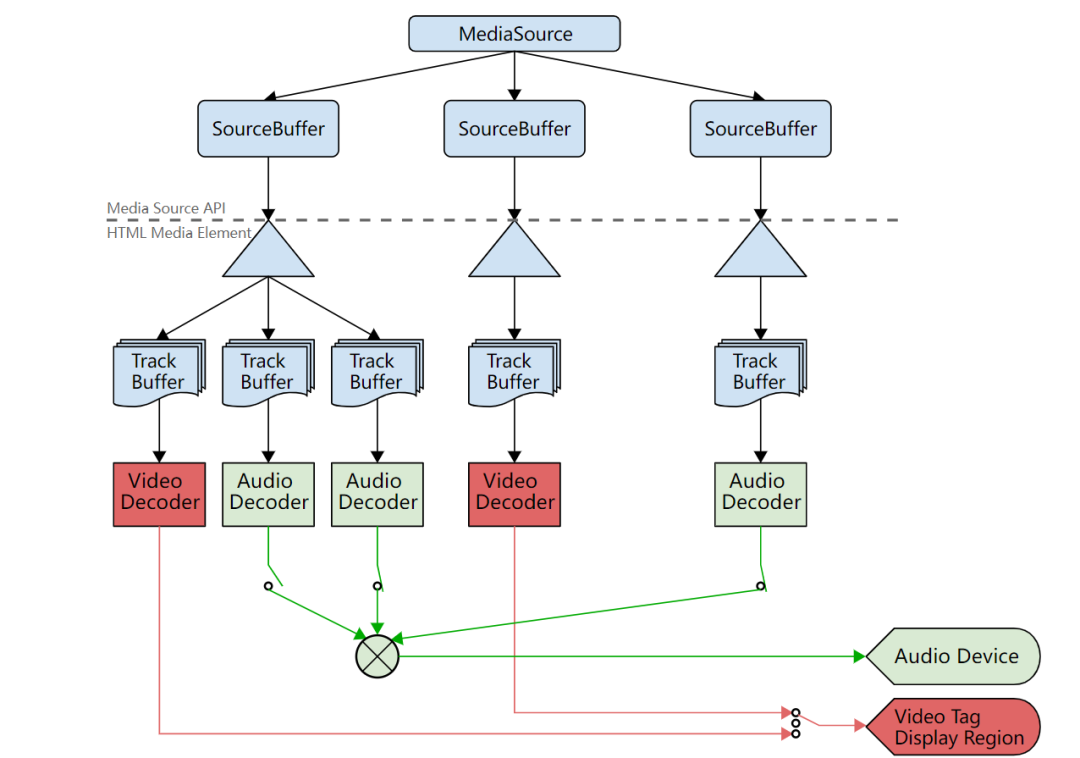 MediaSource
SourceBuffer
SourceBuffer
SourceBuffer
Media Source API
HTML Media Element
Track
Buffer
Track
Buffer
Track
Buffer
Track
Buffer
Track
Buffer
Video
Decoder
Audio
Decoder
Audio
Decoder
Video
Decoder
Audio
Decoder
Audio Device
Video Tag
Display Region